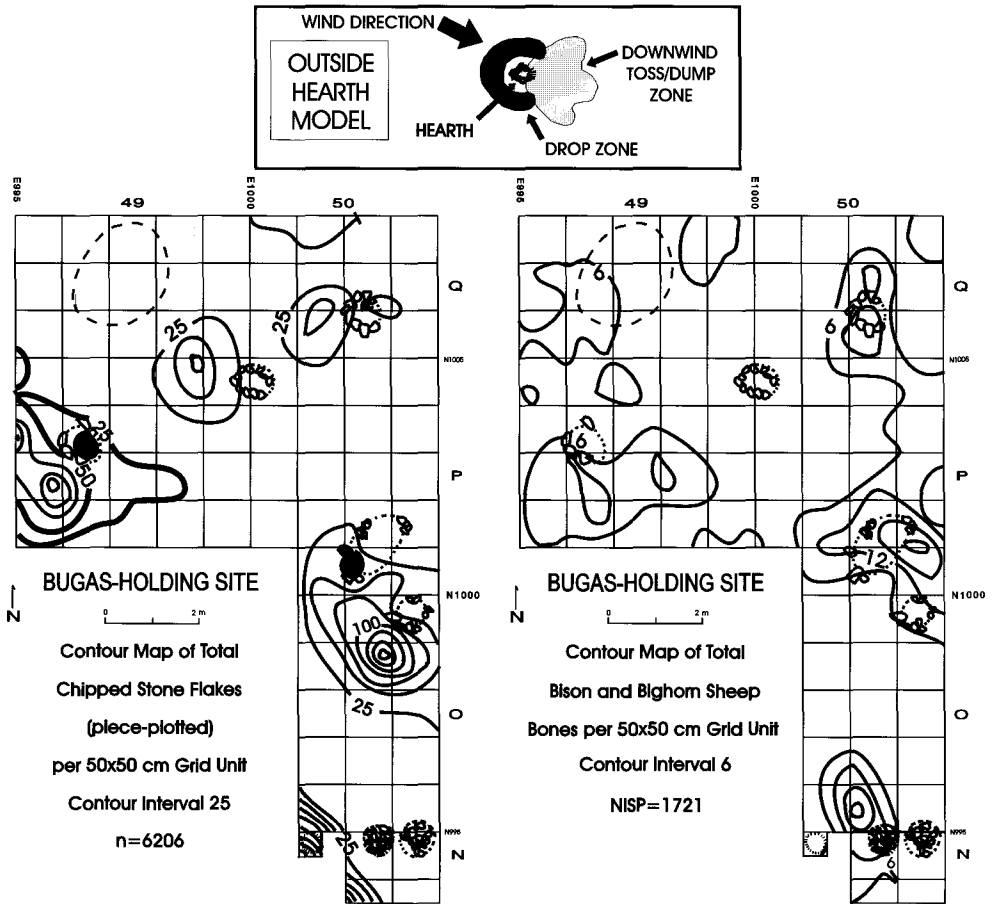 WIND DIRECTION
OUTSIDE
HEARTH
MODEL
DOWNWIND
TOSS/DUMP
ZONE
HEARTH
DROP ZONE
E995
49
E1000
50
E995
49
E1000
50
25
25
Q
N1005
25
50
P
6
6
Q
N1005
6
P
12
BUGAS-HOLDING SITE
N1000
Z
0 2 m
100
25
O
Contour Map of Total
Chipped Stone Flakes
(piece-plotted)
per 50x50 cm Grid Unit
Contour Interval 25
n=6206
25
N995
N
BUGAS-HOLDING SITE
N1000
Z
0 2 m
O
Contour Map of Total
Bison and Bighorn Sheep
Bones per 50x50 cm Grid Unit
Contour Interval 6
NISP=1721
6
N995
N